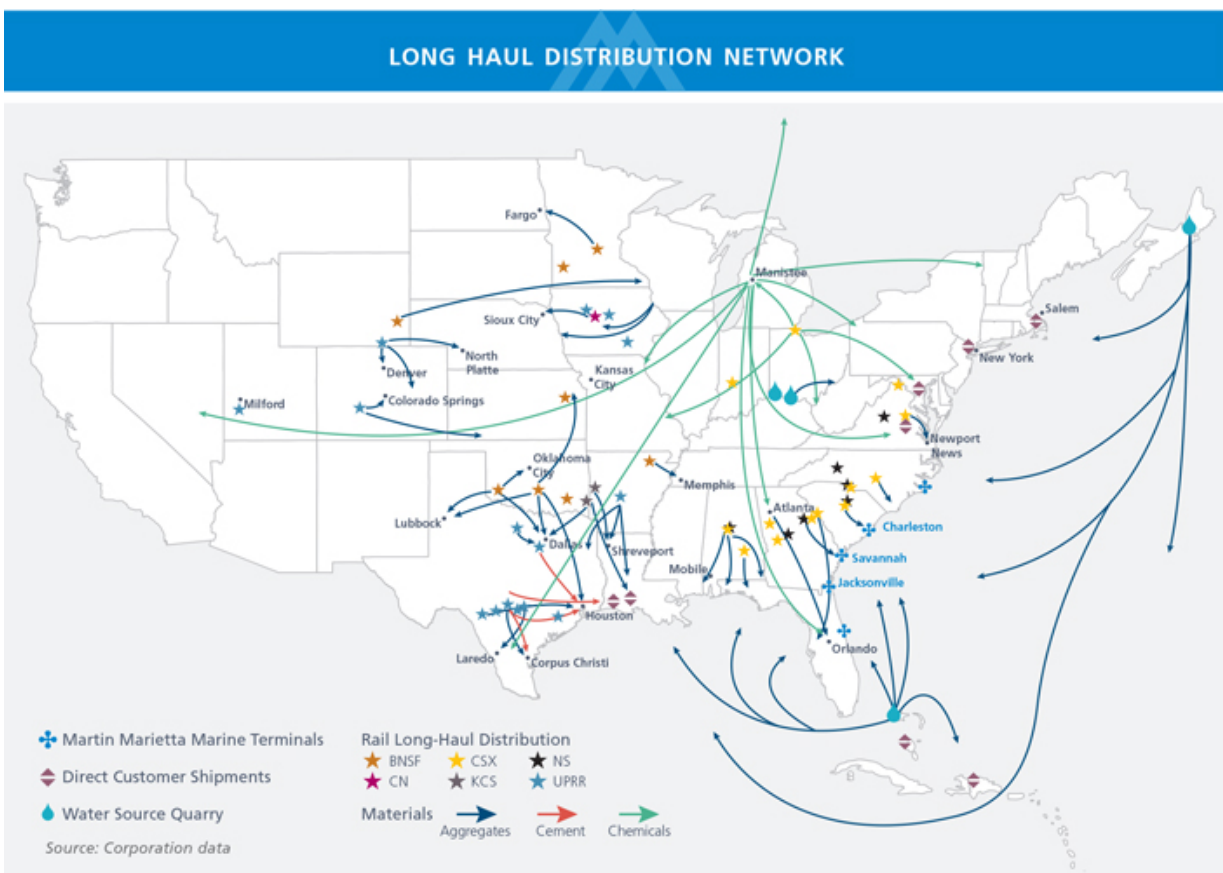 LONG HAUL DISTRIBUTION NETWORK
Manistee
Fargo
Salem
Sioux City
New York
North
Platte
Denver
Kansas
City
Colorado Springs
Milford
Newport
News
Oklahoma
City
Memphis
Lubbock
Atlanta
Charleston
Dallas
Shreveport
Savannah
Mobile
Jacksonville
Houston
Orlando
Laredo
Corpus Christi
Martin Marietta Marine Terminals
Direct Customer Shipments
Water Source Quarry
Source: Corporation data
Rail Long-Haul Distribution
BNSF CSX NS
CN KCS UPRR
Materials
Aggregates Cement Chemicals